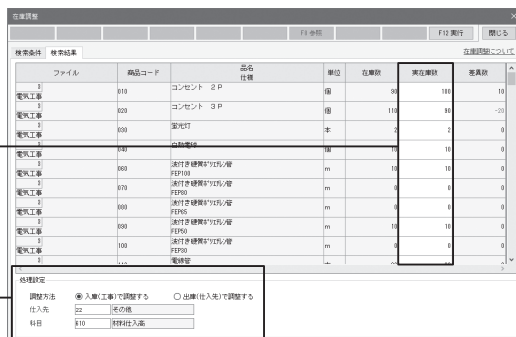 在庫調整
F8 参照 F12 実行 閉じる
検索条件 検索結果 在庫調整について
ファイル 商品コード 品名 仕様 単位 在庫数 実在庫数 差異数
3 電気工事 010 コンセント 2P 個 90 100 10
3 電気工事 020 コンセント 3P 個 110 90 -20
3 電気工事 030 蛍光灯 本 2 2 0
3 電気工事 040 個 10 10 0
3 電気工事 060 波付き硬質ポリエチレン管 FEP100 m 10 10 0
3 電気工事 070 波付き硬質ポリエチレン管 FEP80 m 0 0 0
3 電気工事 080 波付き硬質ポリエチレン管 FEP65 m 0 0 0
3 電気工事 090 波付き硬質ポリエチレン管 FEP50 m 10 10 0
3 電気工事 100 波付き硬質ポリエチレン管 FEP30 m 0 0 0
電線管
処理設定
調整方法 入庫(工事)で調整する 出庫(仕入先)で調整する
仕入先 zz その他
科目 610 材料仕入高